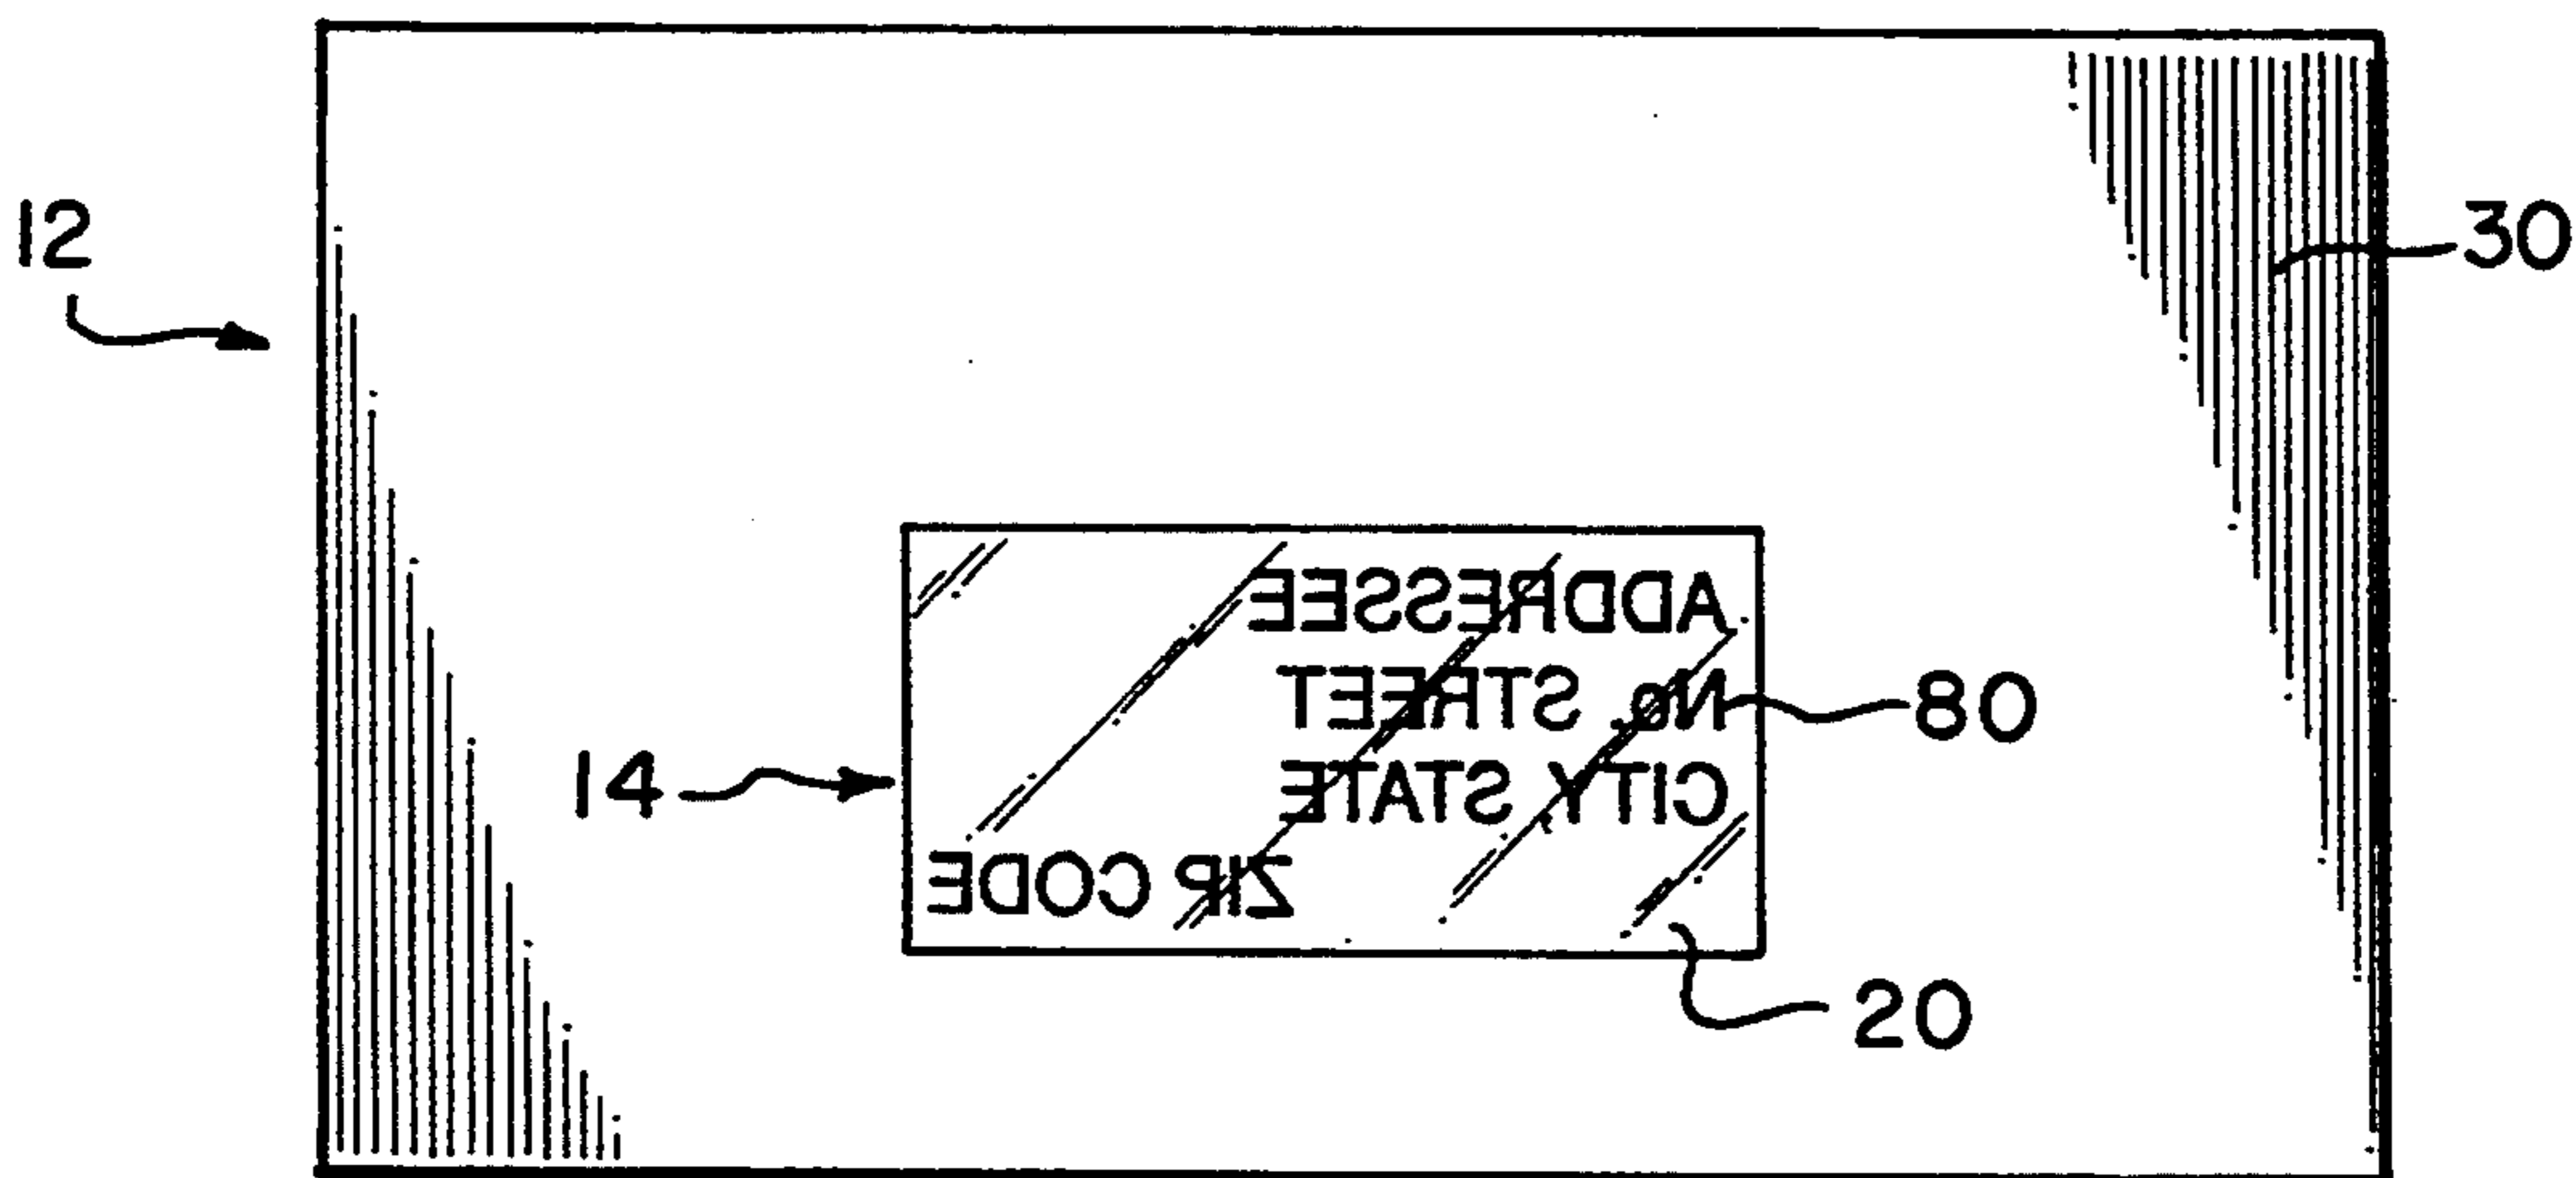 12
30
ADDRESSEE
No. STREET
80
CITY, STATE
14
ZIP CODE
20